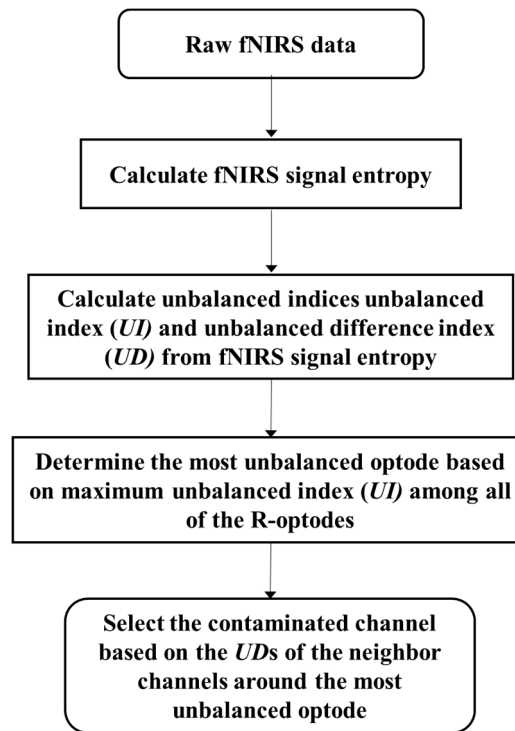 Raw fNIRS data
Calculate fNIRS signal entropy
Calculate unbalanced indices unbalanced
index (UI) and unbalanced difference index
(UD) from fNIRS signal entropy
Determine the most unbalanced optode based
on maximum unbalanced index (UI) among all
of the R-optodes
Select the contaminated channel
based on the UDs of the neighbor
channels around the most
unbalanced optode